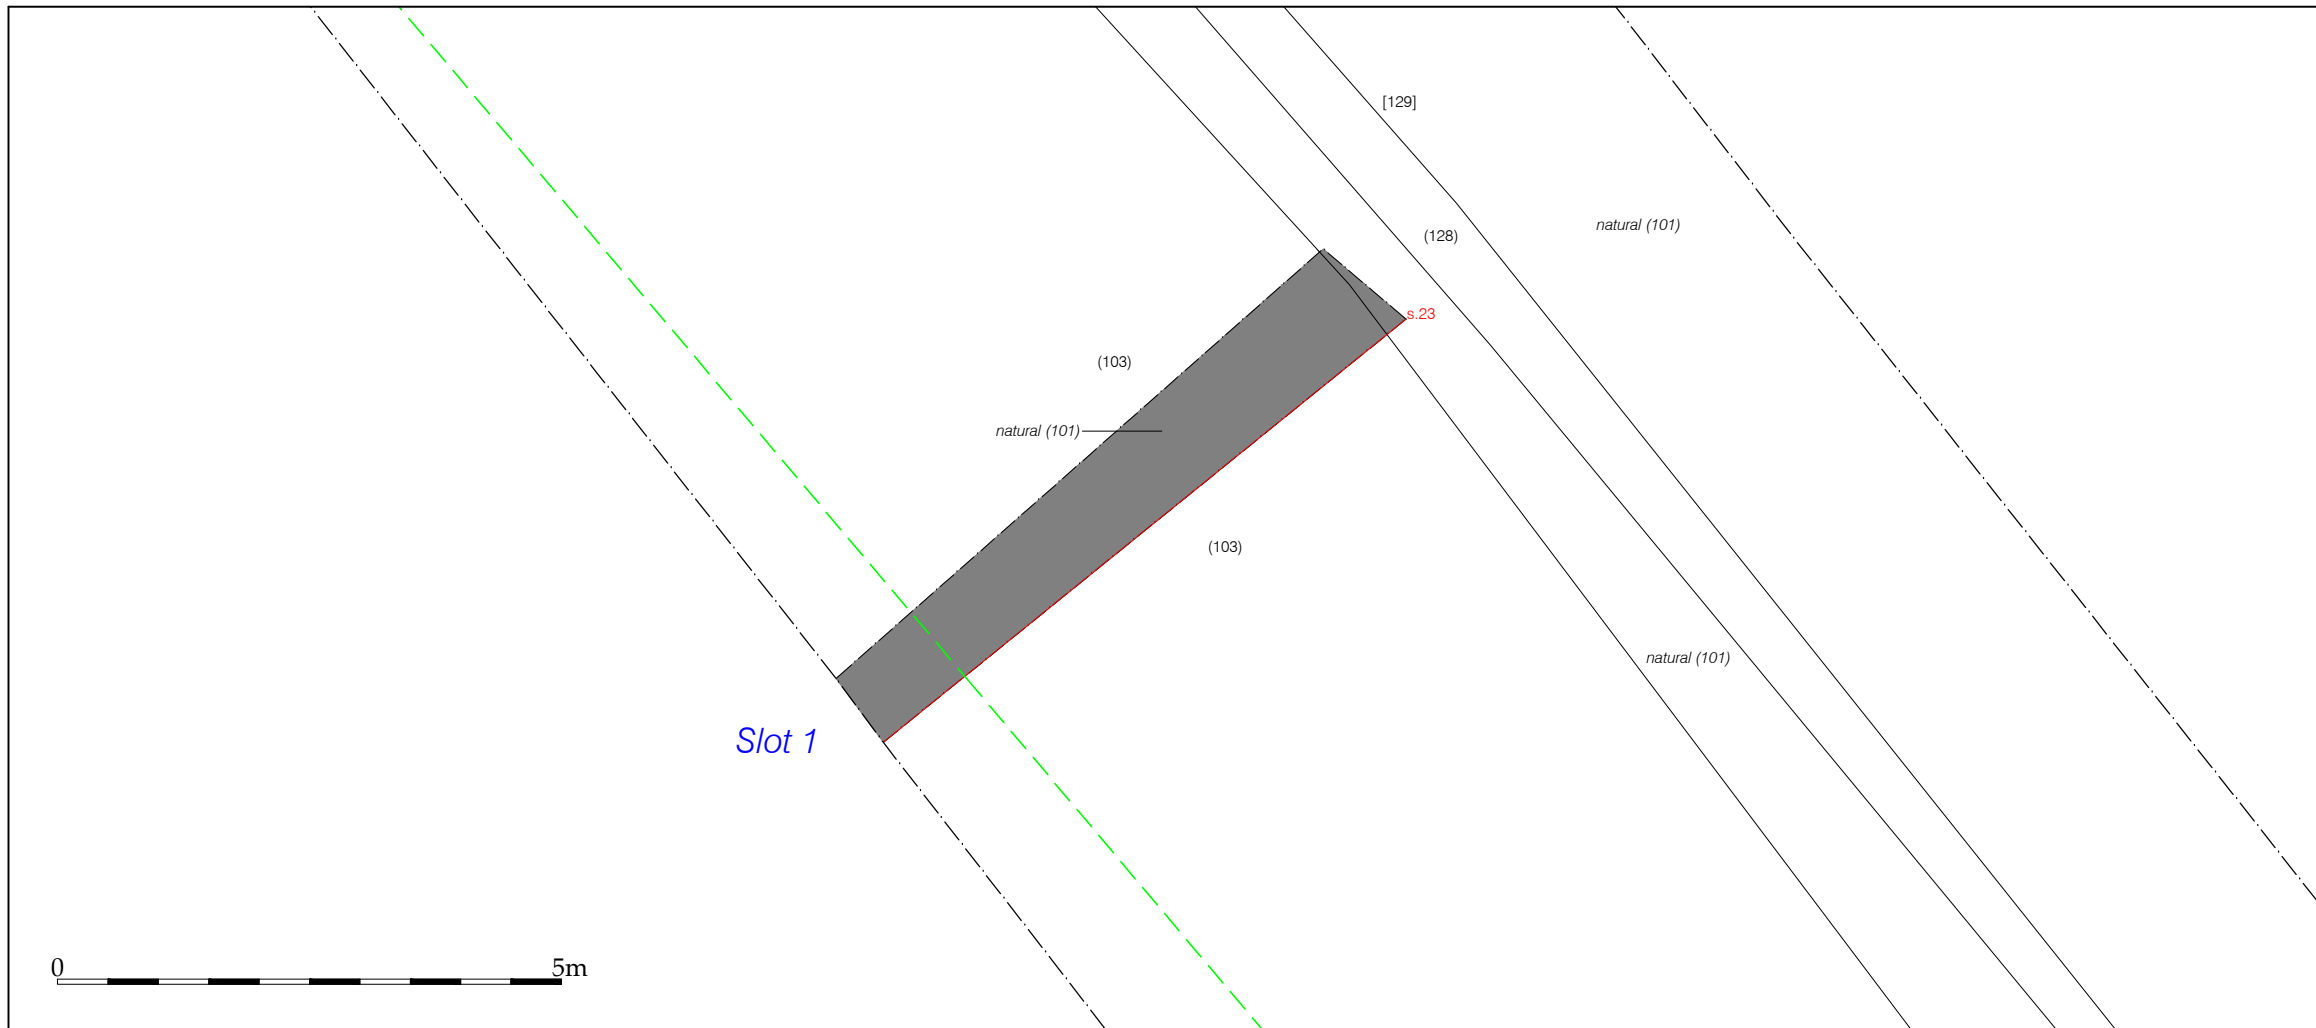 [129]
natural (101)
(128)
s.23
(103)
natural (101)
(103)
natural (101)
Slot 1
0 5m